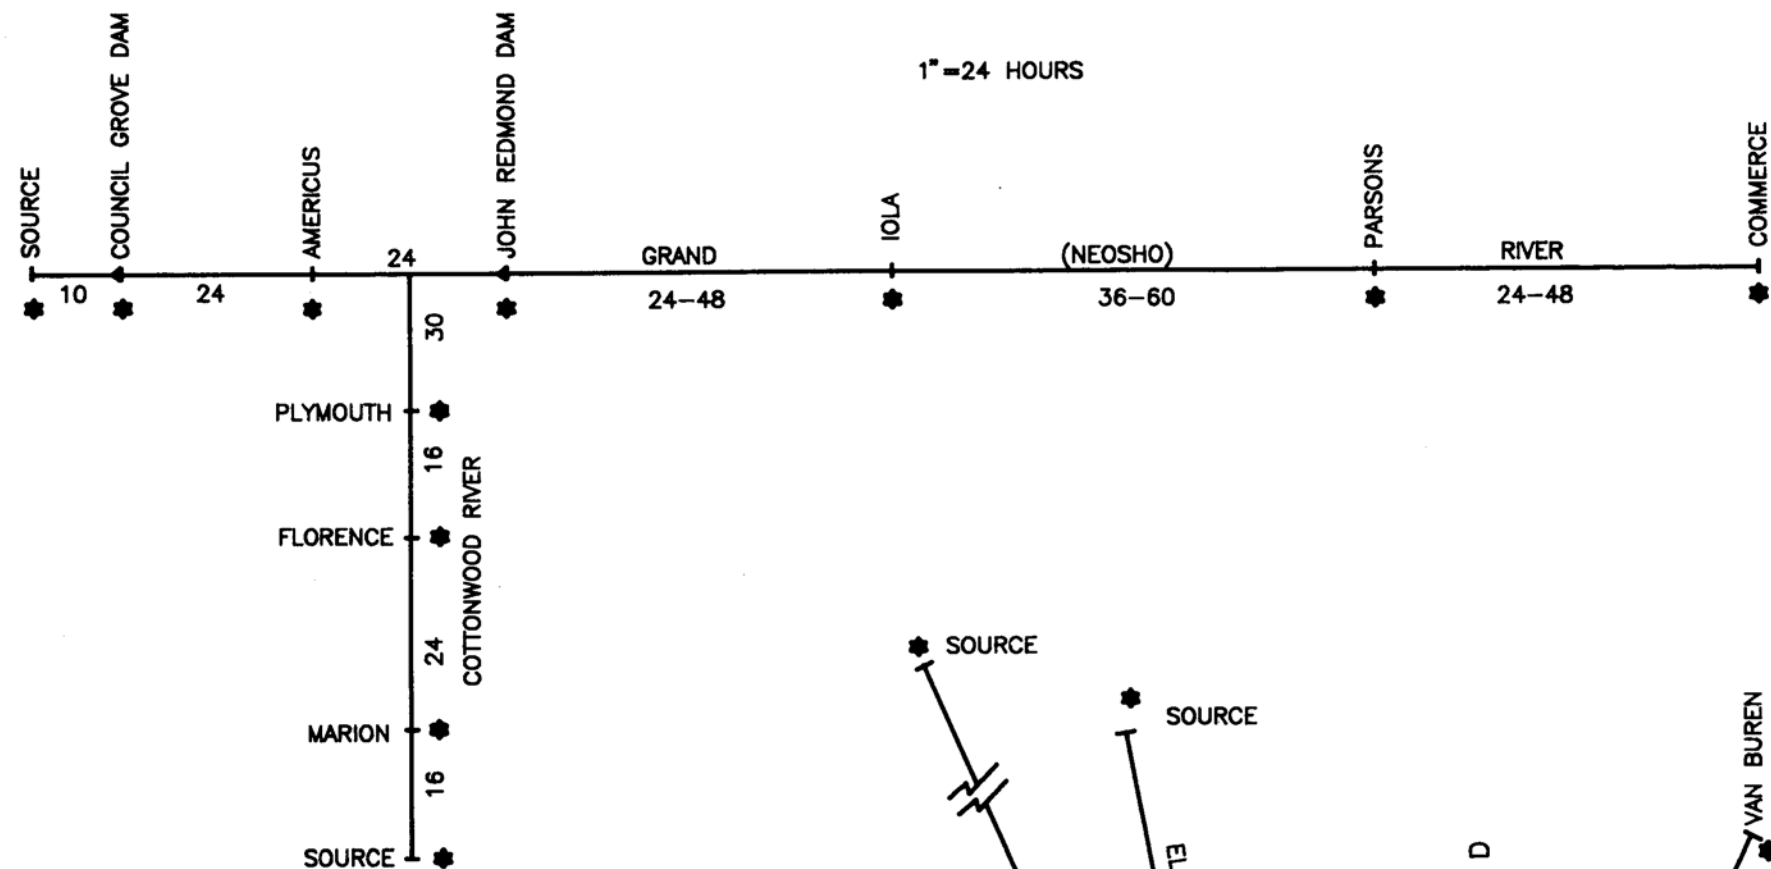 1"=24 HOURS
SOURCE
COUNCIL GROVE DAM
AMERICUS
JOHN REDMOND DAM
IOLA
PARSONS
COMMERCE
24
GRAND
(NEOSHO)
RIVER
10
24
24-48
36-60
24-48
30
PLYMOUTH
16
COTTONWOOD RIVER
FLORENCE
24
MARION
16
SOURCE
SOURCE
SOURCE
VAN BUREN
EL
D